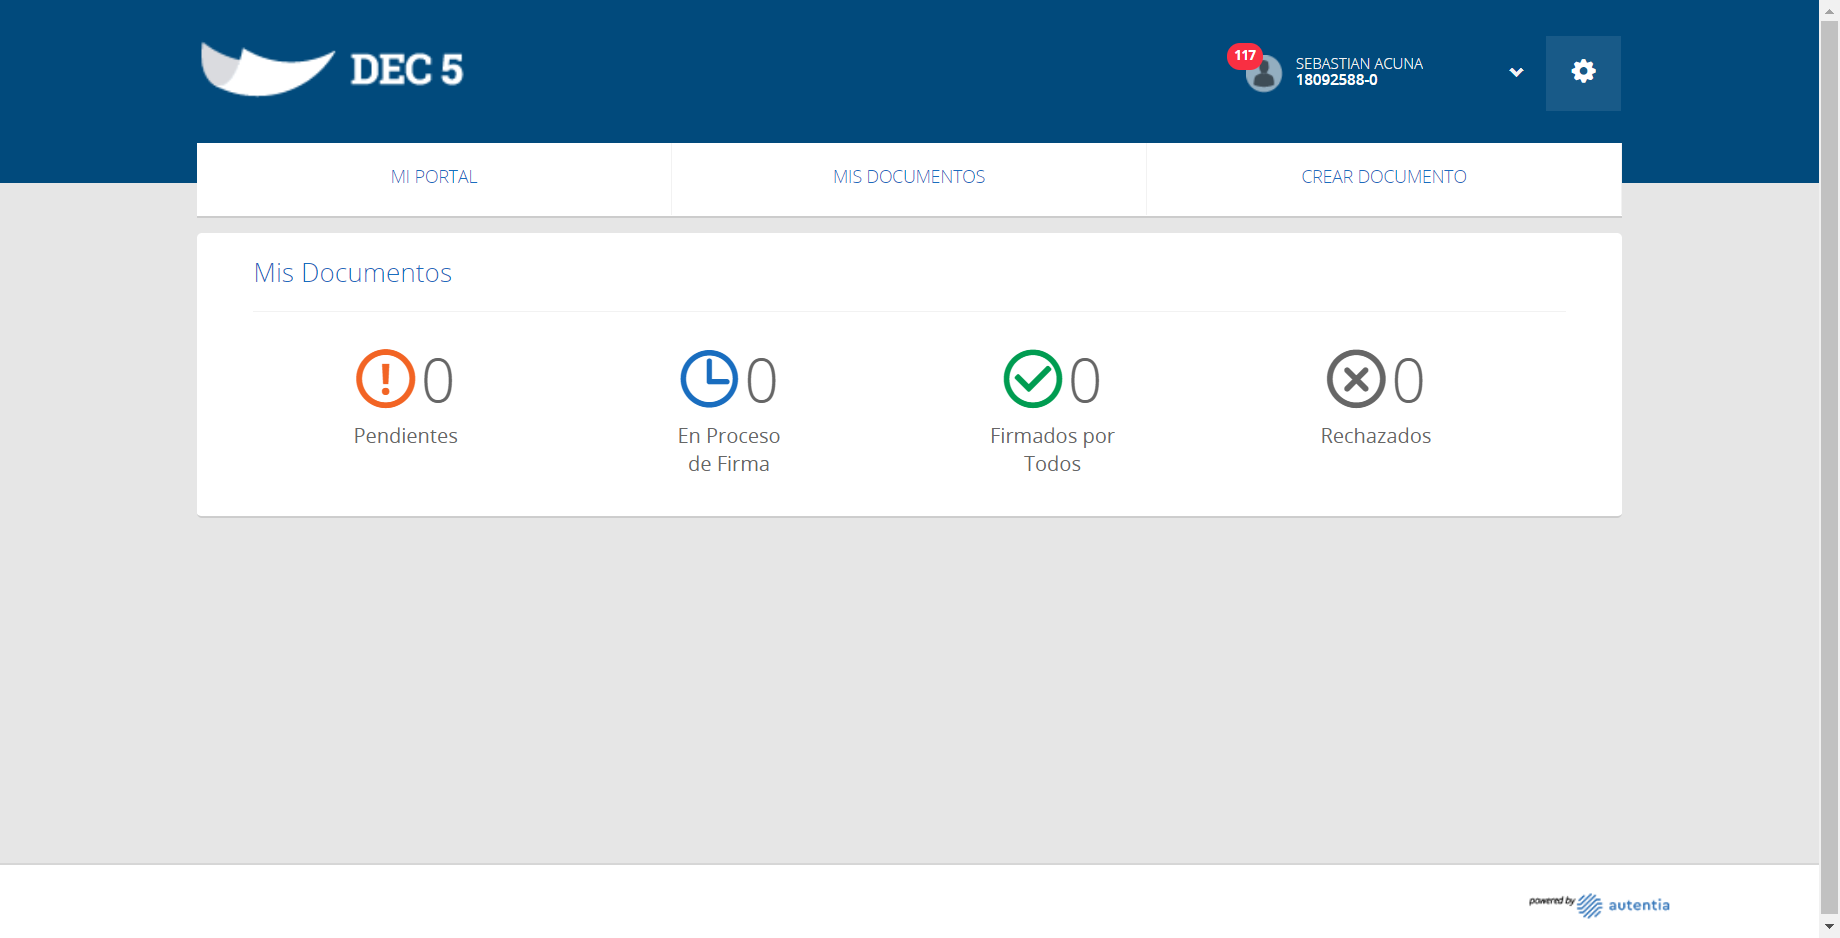 DEC 5
117
SEBASTIAN ACUNA
18092588-0
MI PORTAL
MIS DOCUMENTOS
CREAR DOCUMENTO
Mis Documentos
0
Pendientes
0
En Proceso
de Firma
0
Firmados por
Todos
0
Rechazados
powered by autentia